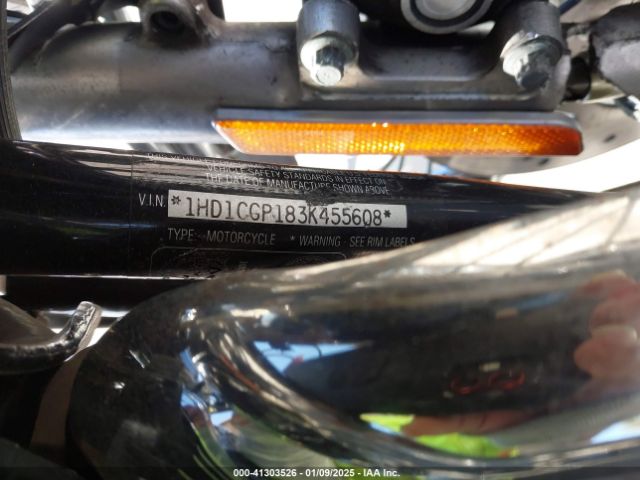 VEHICLE SAFETY STANDARDS IN EFFECT ON
THE DATE OF MANUFACTURE SHOWN ABOVE
V.I.N. *1HD1CGP183K455608*
TYPE: MOTORCYCLE * WARNING - SEE RIM LABELS
000-41303526 - 01/09/2025 - IAA Inc.